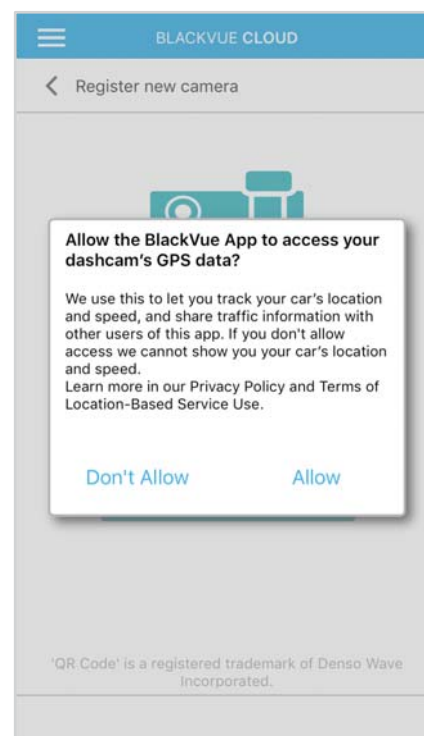 BLACKVUE CLOUD
Register new camera
Allow the BlackVue App to access your
dashcam's GPS data?
We use this to let you track your car's location
and speed, and share traffic information with
other users of this app. If you don't allow
access we cannot show you your car's location
and speed.
Learn more in our Privacy Policy and Terms of
Location-Based Service Use.
Don't Allow Allow
'QR Code' is a registered trademark of Denso Wave
Incorporated.